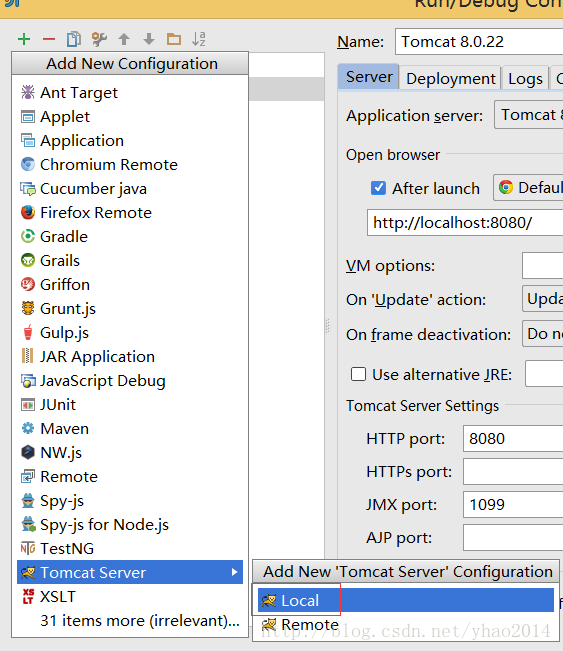 Run/Debug Con
Add New Configuration
Ant Target
Applet
Application
Chromium Remote
Cucumber java
Firefox Remote
Gradle
Grails
Griffon
Grunt.js
Gulp.js
JAR Application
JavaScript Debug
JUnit
Maven
NW.js
Remote
Spy-js
Spy-js for Node.js
TestNG
Tomcat Server
XSLT
31 items more (irrelevant)...
Add New 'Tomcat Server' Configuration
Local
Remote
Name: Tomcat 8.0.22
Server Deployment Logs
Application server: Tomcat 8
Open browser
After launch Defaul
http://localhost:8080/
VM options:
On 'Update' action: Upda
On frame deactivation: Do no
Use alternative JRE:
Tomcat Server Settings
HTTP port: 8080
HTTPs port:
JMX port: 1099
AJP port:
http://blog.csdn.net/yhao2014